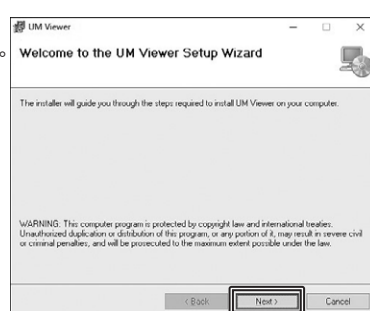 UM Viewer
Welcome to the UM Viewer Setup Wizard
The installer will guide you through the steps required to install UM Viewer on your computer.
WARNING: This computer program is protected by copyright law and international treaties.
Unauthorized duplication or distribution of this program, or any portion of it, may result in severe civil
or criminal penalties, and will be prosecuted to the maximum extent possible under the law.
< Back Next > Cancel